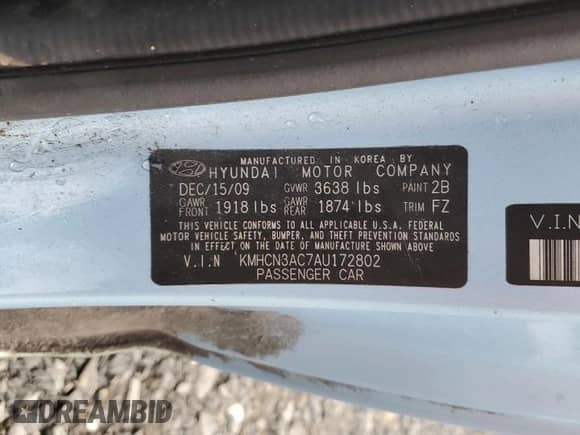 MANUFACTURED IN KOREA BY
HYUNDAI MOTOR COMPANY
DEC/15/09 GVWR 3638 lbs PAINT 2B
GAWR FRONT 1918 lbs GAWR REAR 1874 lbs TRIM FZ
THIS VEHICLE CONFORMS TO ALL APPLICABLE U.S.A. FEDERAL
MOTOR VEHICLE SAFETY, BUMPER, AND THEFT PREVENTION STANDARDS
IN EFFECT ON THE DATE OF MANUFACTURE SHOWN ABOVE.
V.I.N KMHCN3AC7AU172802
PASSENGER CAR
V.I.N
DREAMBID